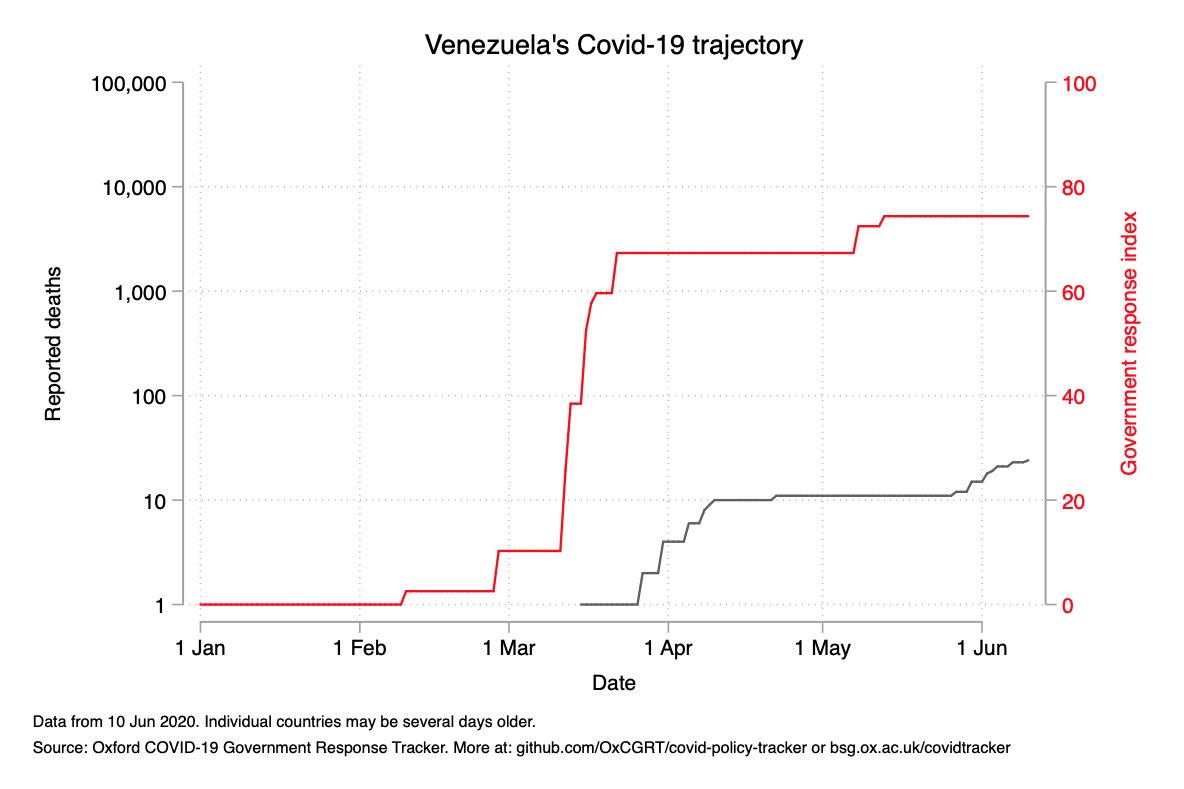 Venezuela's Covid-19 trajectory
100,000
10,000
1,000
100
10
1
Reported deaths
100
80
60
40
20
0
Government response index
1 Jan
1 Feb
1 Mar
1 Apr
1 May
1 Jun
Date
Data from 10 Jun 2020. Individual countries may be several days older.
Source: Oxford COVID-19 Government Response Tracker. More at: github.com/OxCGRT/covid-policy-tracker or bsg.ox.ac.uk/covidtracker